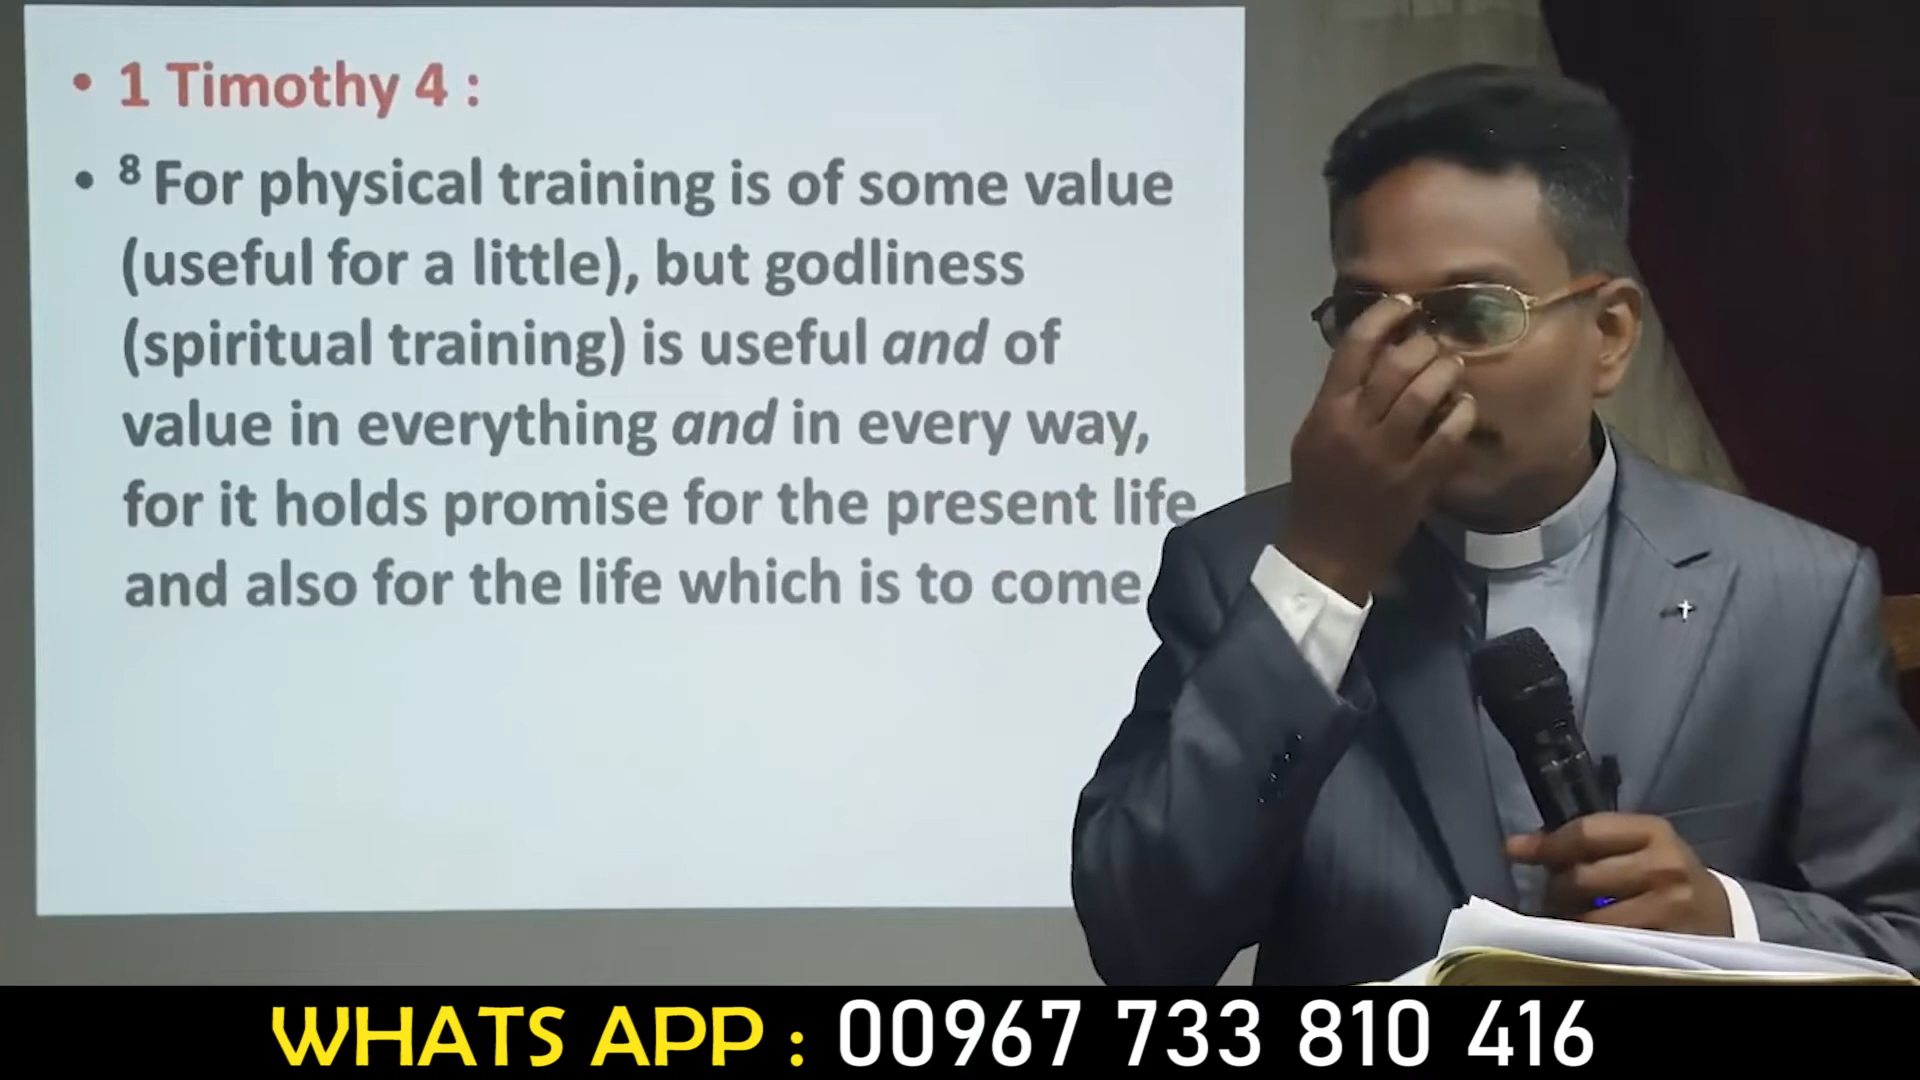 • 1 Timothy 4 :
• ⁸ For physical training is of some value
(useful for a little), but godliness
(spiritual training) is useful and of
value in everything and in every way,
for it holds promise for the present life
and also for the life which is to come
WHATS APP : 00967 733 810 416